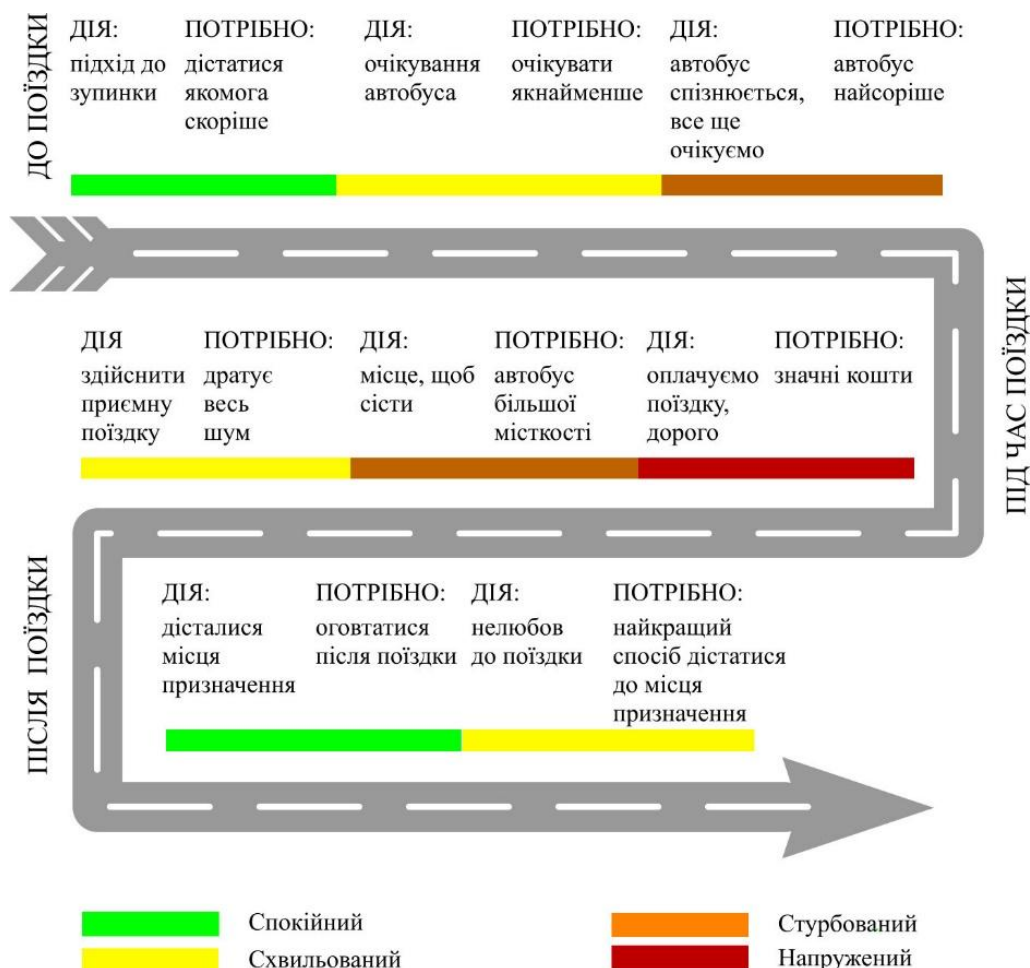 ДО ПОЇЗДКИ
ДІЯ:
підхід до
зупинки
ПОТРІБНО:
дістатися
якомога
скоріше
ДІЯ:
очікування
автобуса
ПОТРІБНО:
очікувати
якнайменше
ДІЯ:
автобус
спізнюється,
все ще
очікуємо
ПОТРІБНО:
автобус
найсоріше
ПІД ЧАС ПОЇЗДКИ
ДІЯ
здійснити
приємну
поїздку
ПОТРІБНО:
дратує
весь
шум
ДІЯ:
місце, щоб
сісти
ПОТРІБНО:
автобус
більшої
місткості
ДІЯ:
оплачуємо
поїздку,
дорого
ПОТРІБНО:
значні кошти
ПІСЛЯ ПОЇЗДКИ
ДІЯ:
дісталися
місця
призначення
ПОТРІБНО:
оговтатися
після поїздки
ДІЯ:
нелюбов
до поїздки
ПОТРІБНО:
найкращий
спосіб дістатися
до місця
призначення
Спокійний
Схвильований
Стурбований
Напружений